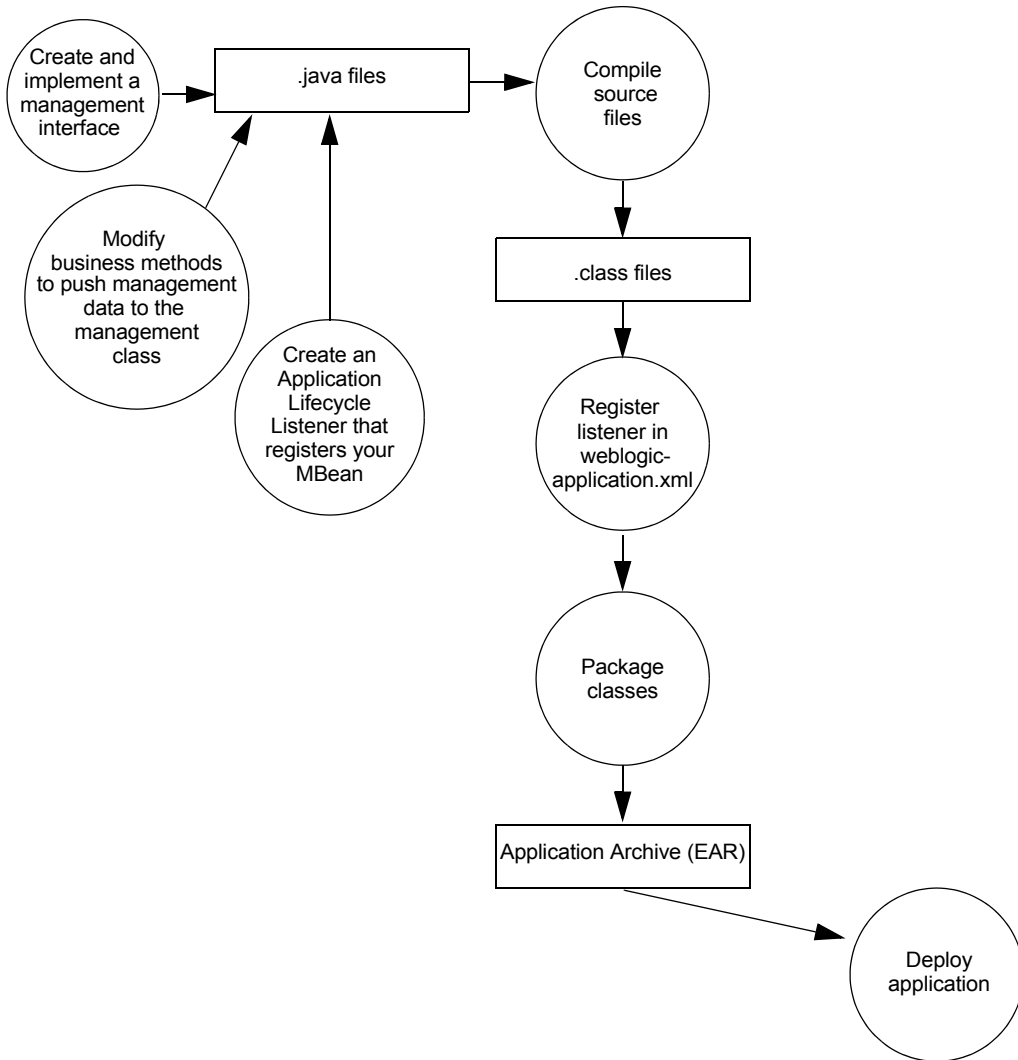 Create and
implement a
management
interface
.java files
Compile
source
files
Modify
business methods
to push management
data to the
management
class
.class files
Create an
Application
Lifecycle
Listener that
registers your
MBean
Register
listener in
weblogic-
application.xml
Package
classes
Application Archive (EAR)
Deploy
application